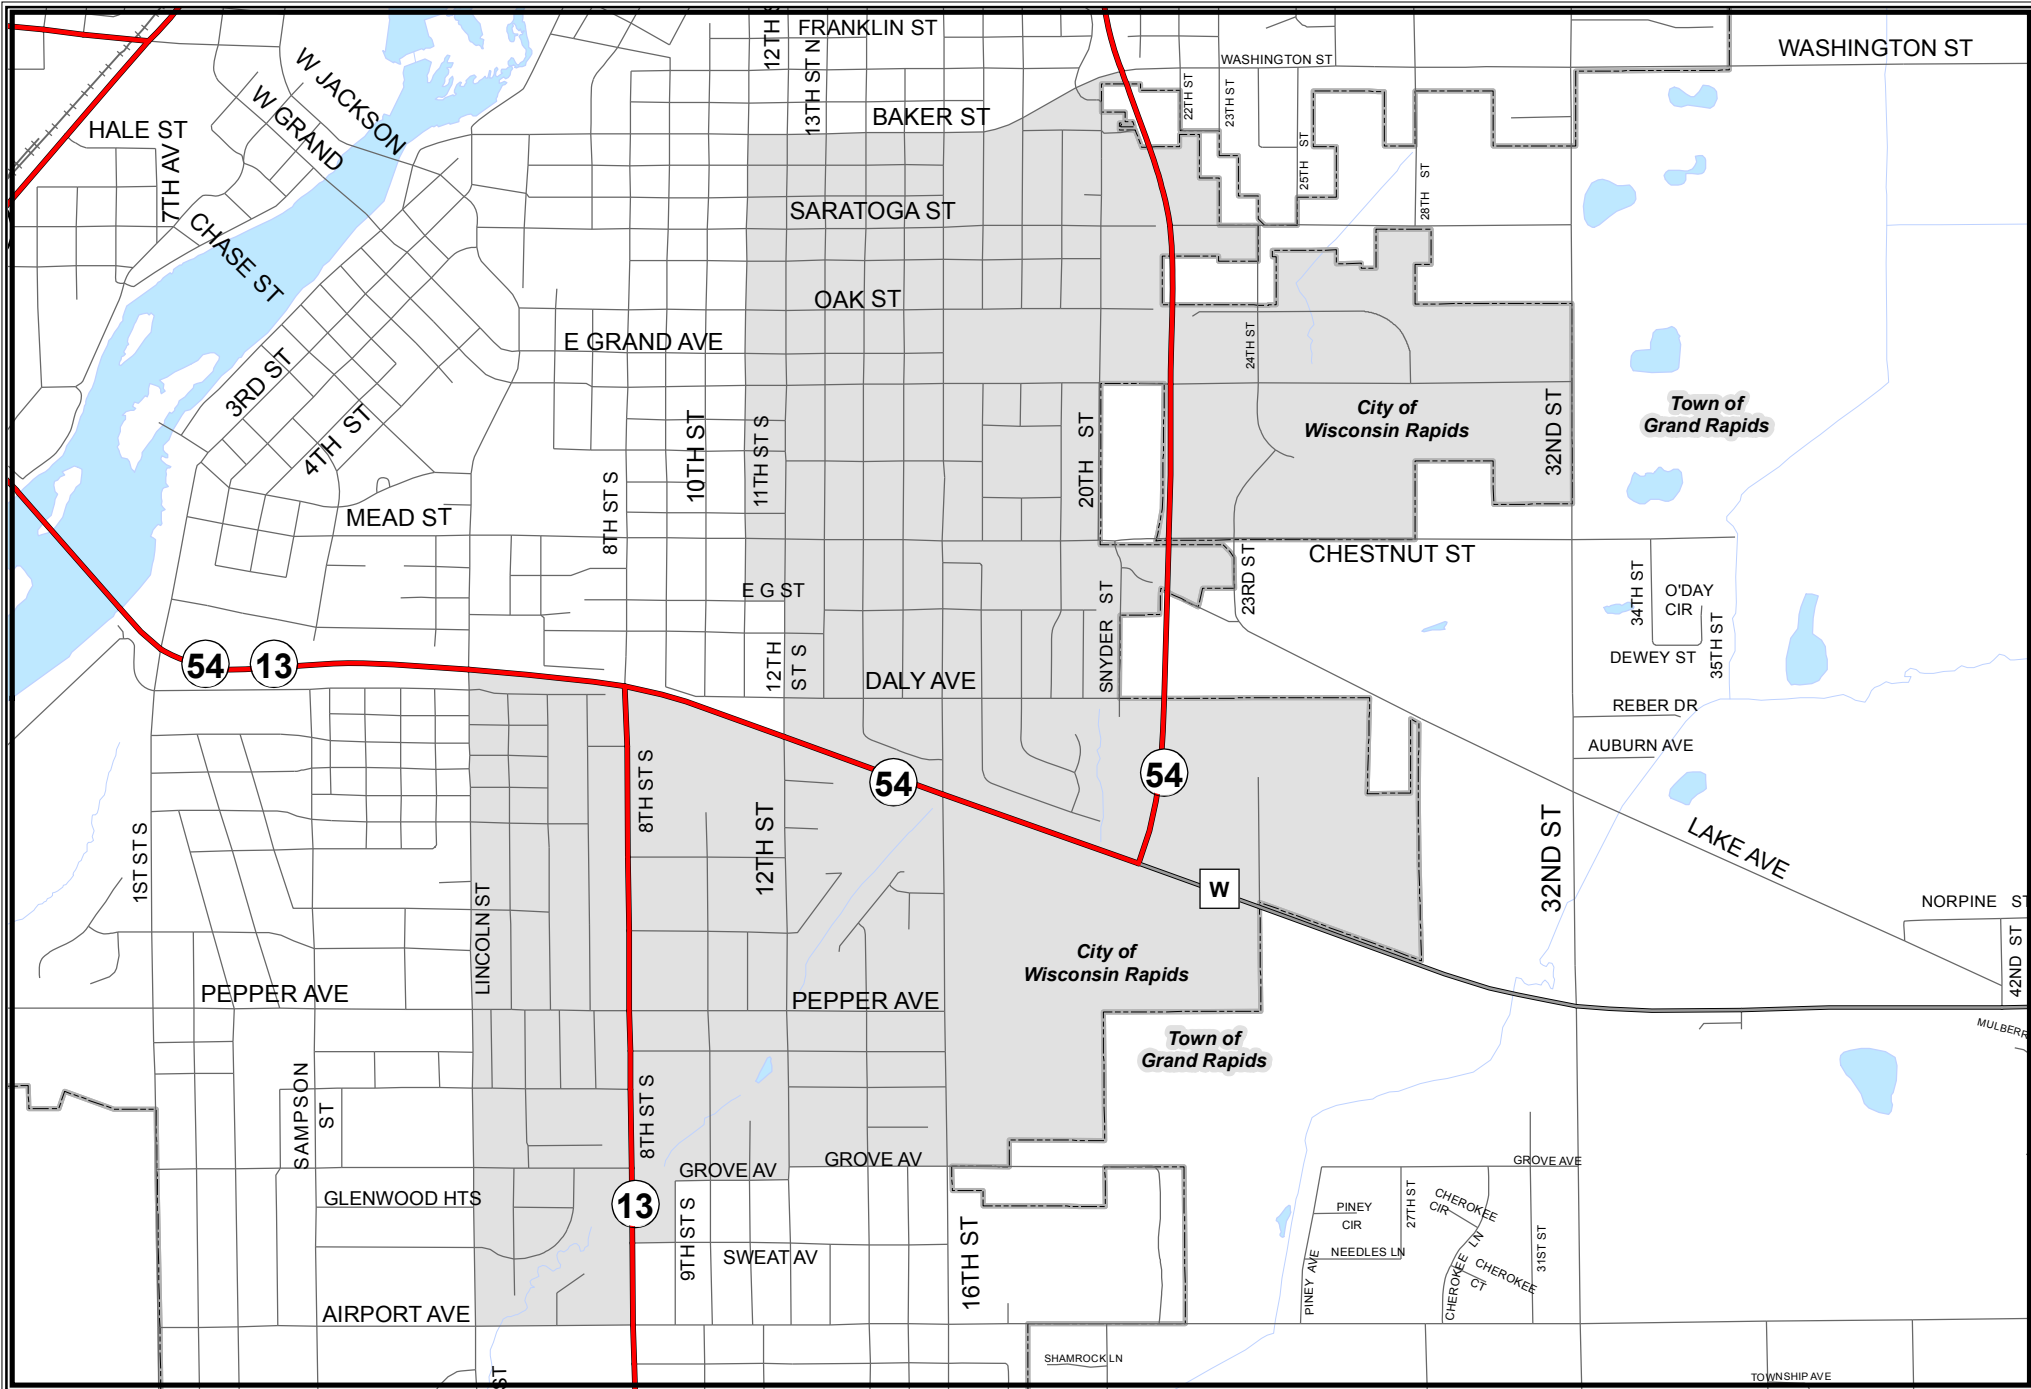 12TH S
FRANKLIN ST
13TH ST N
WASHINGTON ST
WASHINGTON ST
W JACKSON
W GRAND
HALE ST
7TH AV
BAKER ST
22TH ST
23TH ST
25TH ST
28TH ST
CHASE ST
SARATOGA ST
OAK ST
E GRAND AVE
24TH ST
3RD ST
4TH ST
10TH ST
11TH ST S
20TH ST
City of
Wisconsin Rapids
32ND ST
Town of
Grand Rapids
8TH ST S
MEAD ST
CHESTNUT ST
E G ST
SNYDER ST
23RD ST
34TH ST
O'DAY
CIR
35TH ST
DEWEY ST
54
13
12TH
ST S
DALY AVE
REBER DR
AUBURN AVE
8TH ST S
54
54
1ST ST S
12TH ST
32ND ST
LAKE AVE
W
LINCOLN ST
NORPINE ST
42ND ST
City of
Wisconsin Rapids
PEPPER AVE
PEPPER AVE
Town of
Grand Rapids
MULBERR
SAMPSON
ST
8TH ST S
GROVE AV
GROVE AV
GROVE AVE
GLENWOOD HTS
13
9TH ST S
SWEAT AV
16TH ST
PINEY
CIR
27TH ST
CHEROKEE
CIR
NEEDLES LN
PINEY AVE
CHEROKEE LN
CHEROKEE
CT
31ST ST
AIRPORT AVE
SHAMROCK LN
ST
TOWNSHIP AVE